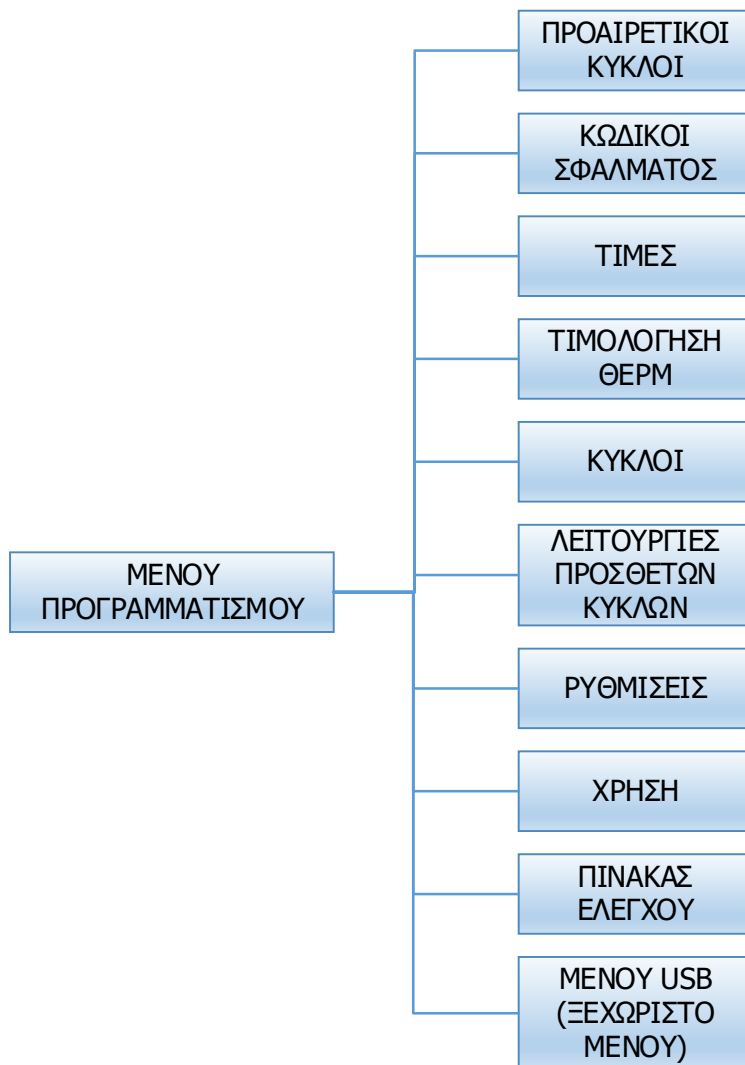 ΠΡΟΑΙΡΕΤΙΚΟΙ
ΚΥΚΛΟΙ
ΚΩΔΙΚΟΙ
ΣΦΑΛΜΑΤΟΣ
ΤΙΜΕΣ
ΤΙΜΟΛΟΓΗΣΗ
ΘΕΡΜ
ΚΥΚΛΟΙ
ΜΕΝΟΥ
ΠΡΟΓΡΑΜΜΑΤΙΣΜΟΥ
ΛΕΙΤΟΥΡΓΙΕΣ
ΠΡΟΣΘΕΤΩΝ
ΚΥΚΛΩΝ
ΡΥΘΜΙΣΕΙΣ
ΧΡΗΣΗ
ΠΙΝΑΚΑΣ
ΕΛΕΓΧΟΥ
ΜΕΝΟΥ USB
(ΞΕΧΩΡΙΣΤΟ
ΜΕΝΟΥ)